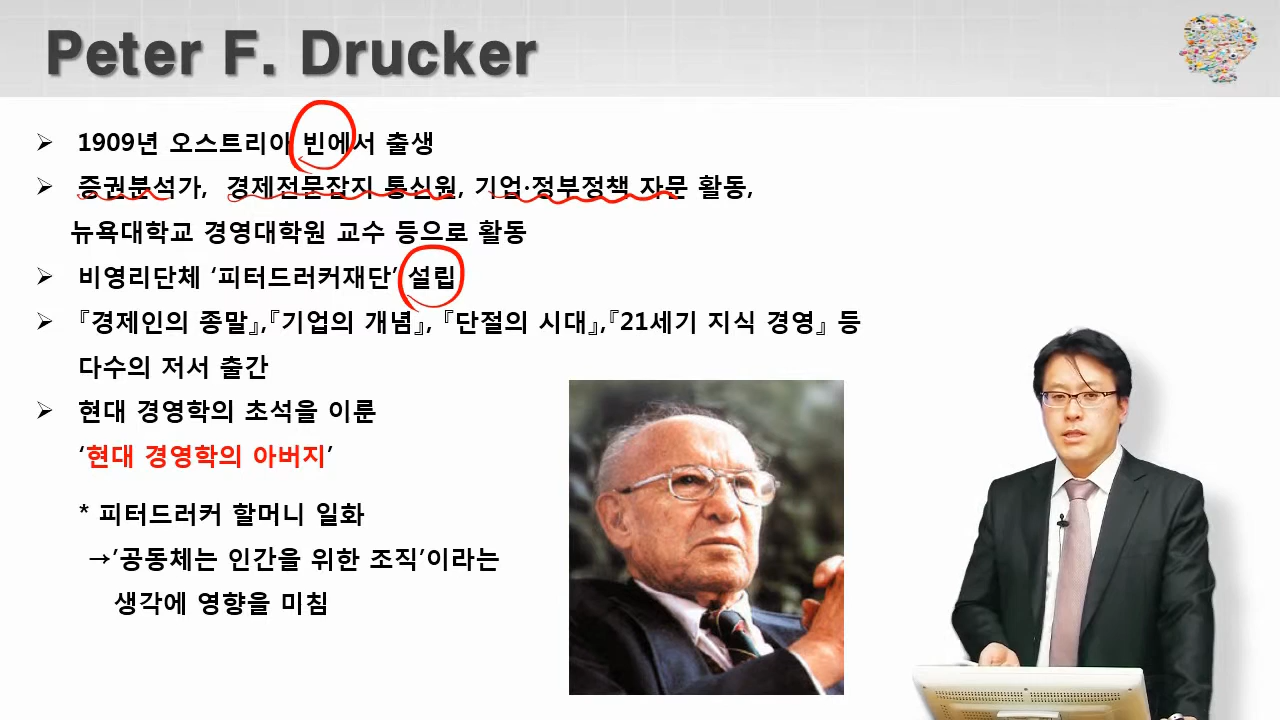 Peter F. Drucker
➢ 1909년 오스트리아 빈에서 출생
➢ 증권분석가, 경제전문잡지 통신원, 기업·정부정책 자문 활동,
뉴욕대학교 경영대학원 교수 등으로 활동
➢ 비영리단체 ‘피터드러커재단’ 설립
➢ 『경제인의 종말』,『기업의 개념』, 『단절의 시대』,『21세기 지식 경영』 등
다수의 저서 출간
➢ 현대 경영학의 초석을 이룬
‘현대 경영학의 아버지’
* 피터드러커 할머니 일화
→’공동체는 인간을 위한 조직’이라는
생각에 영향을 미침